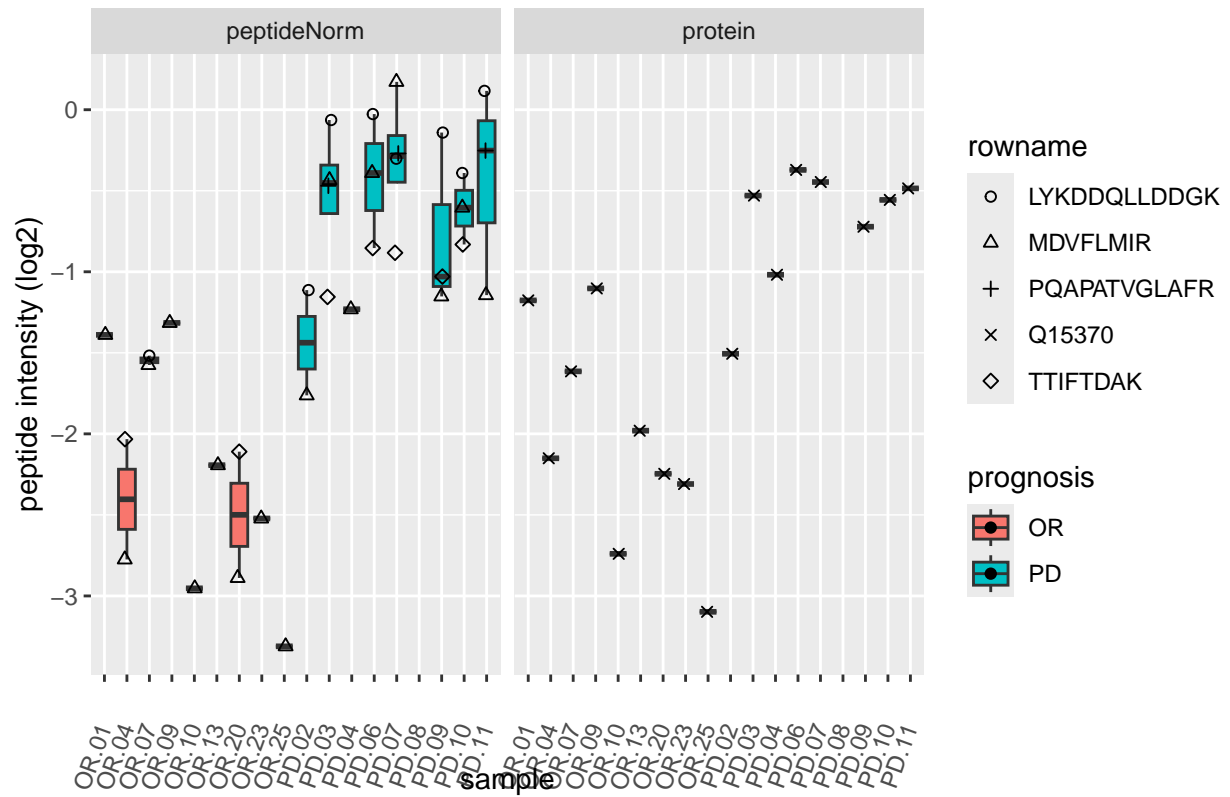 peptideNorm
protein
peptide intensity (log2)
0
−1
−2
−3
OR.01
OR.04
OR.07
OR.09
OR.10
OR.13
OR.20
OR.23
OR.25
PD.02
PD.03
PD.04
PD.06
PD.07
PD.08
PD.09
PD.10
PD.11
OR.01
OR.04
OR.07
OR.09
OR.10
OR.13
OR.20
OR.23
OR.25
PD.02
PD.03
PD.04
PD.06
PD.07
PD.08
PD.09
PD.10
PD.11
sample
rowname
LYKDDQLLDDGK
MDVFLMIR
PQAPATVGLAFR
Q15370
TTIFTDAK
prognosis
OR
PD